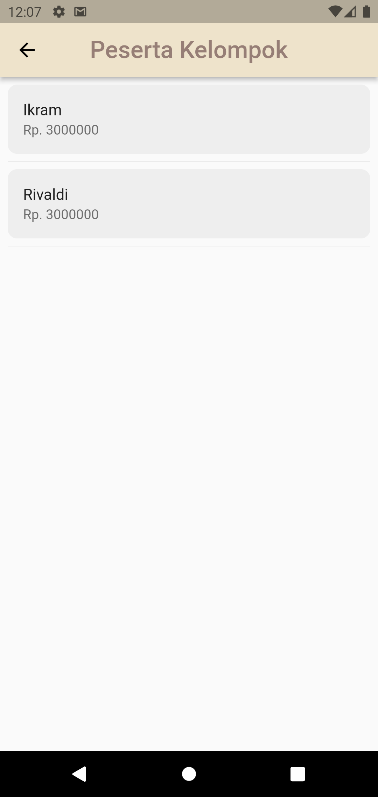 12:07
Peserta Kelompok
Ikram
Rp. 3000000
Rivaldi
Rp. 3000000